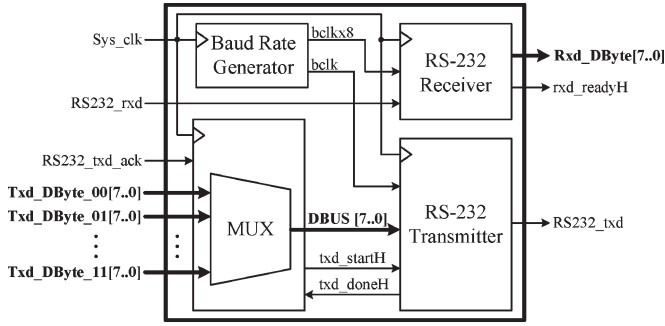 Sys_clk
Baud Rate
Generator
bclkx8
bclk
RS-232
Receiver
Rxd_DByte[7..0]
rxd_readyH
RS232_rxd
RS232_txd_ack
Txd_DByte_00[7..0]
Txd_DByte_01[7..0]
Txd_DByte_11[7..0]
MUX
DBUS [7..0]
txd_startH
txd_doneH
RS-232
Transmitter
RS232_txd